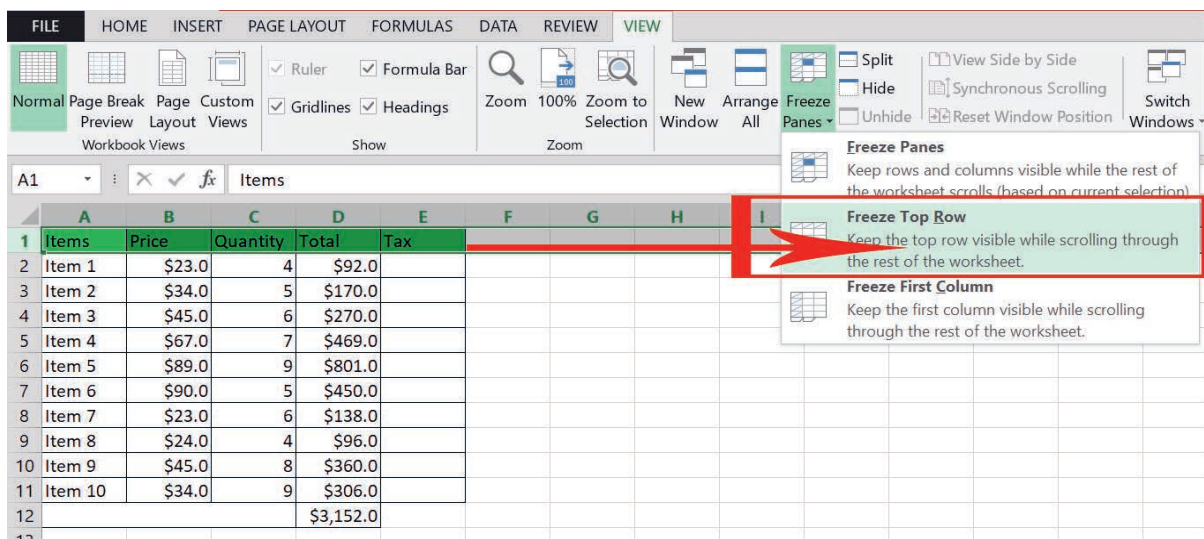 FILE HOME INSERT PAGE LAYOUT FORMULAS DATA REVIEW VIEW
Normal
Page Break Preview
Page Layout
Custom Views
Workbook Views
Ruler
Formula Bar
Gridlines
Headings
Show
Zoom
100%
Zoom to Selection
Zoom
New Window
Arrange All
Freeze Panes
Split
Hide
Unhide
View Side by Side
Synchronous Scrolling
Reset Window Position
Switch Windows
Freeze Panes
Keep rows and columns visible while the rest of
the worksheet scrolls (based on current selection)
Freeze Top Row
Keep the top row visible while scrolling through
the rest of the worksheet.
Freeze First Column
Keep the first column visible while scrolling
through the rest of the worksheet.
A1 fx Items
A B C D E F G H I
1 Items Price Quantity Total Tax
2 Item 1 $23.0 4 $92.0
3 Item 2 $34.0 5 $170.0
4 Item 3 $45.0 6 $270.0
5 Item 4 $67.0 7 $469.0
6 Item 5 $89.0 9 $801.0
7 Item 6 $90.0 5 $450.0
8 Item 7 $23.0 6 $138.0
9 Item 8 $24.0 4 $96.0
10 Item 9 $45.0 8 $360.0
11 Item 10 $34.0 9 $306.0
12 $3,152.0